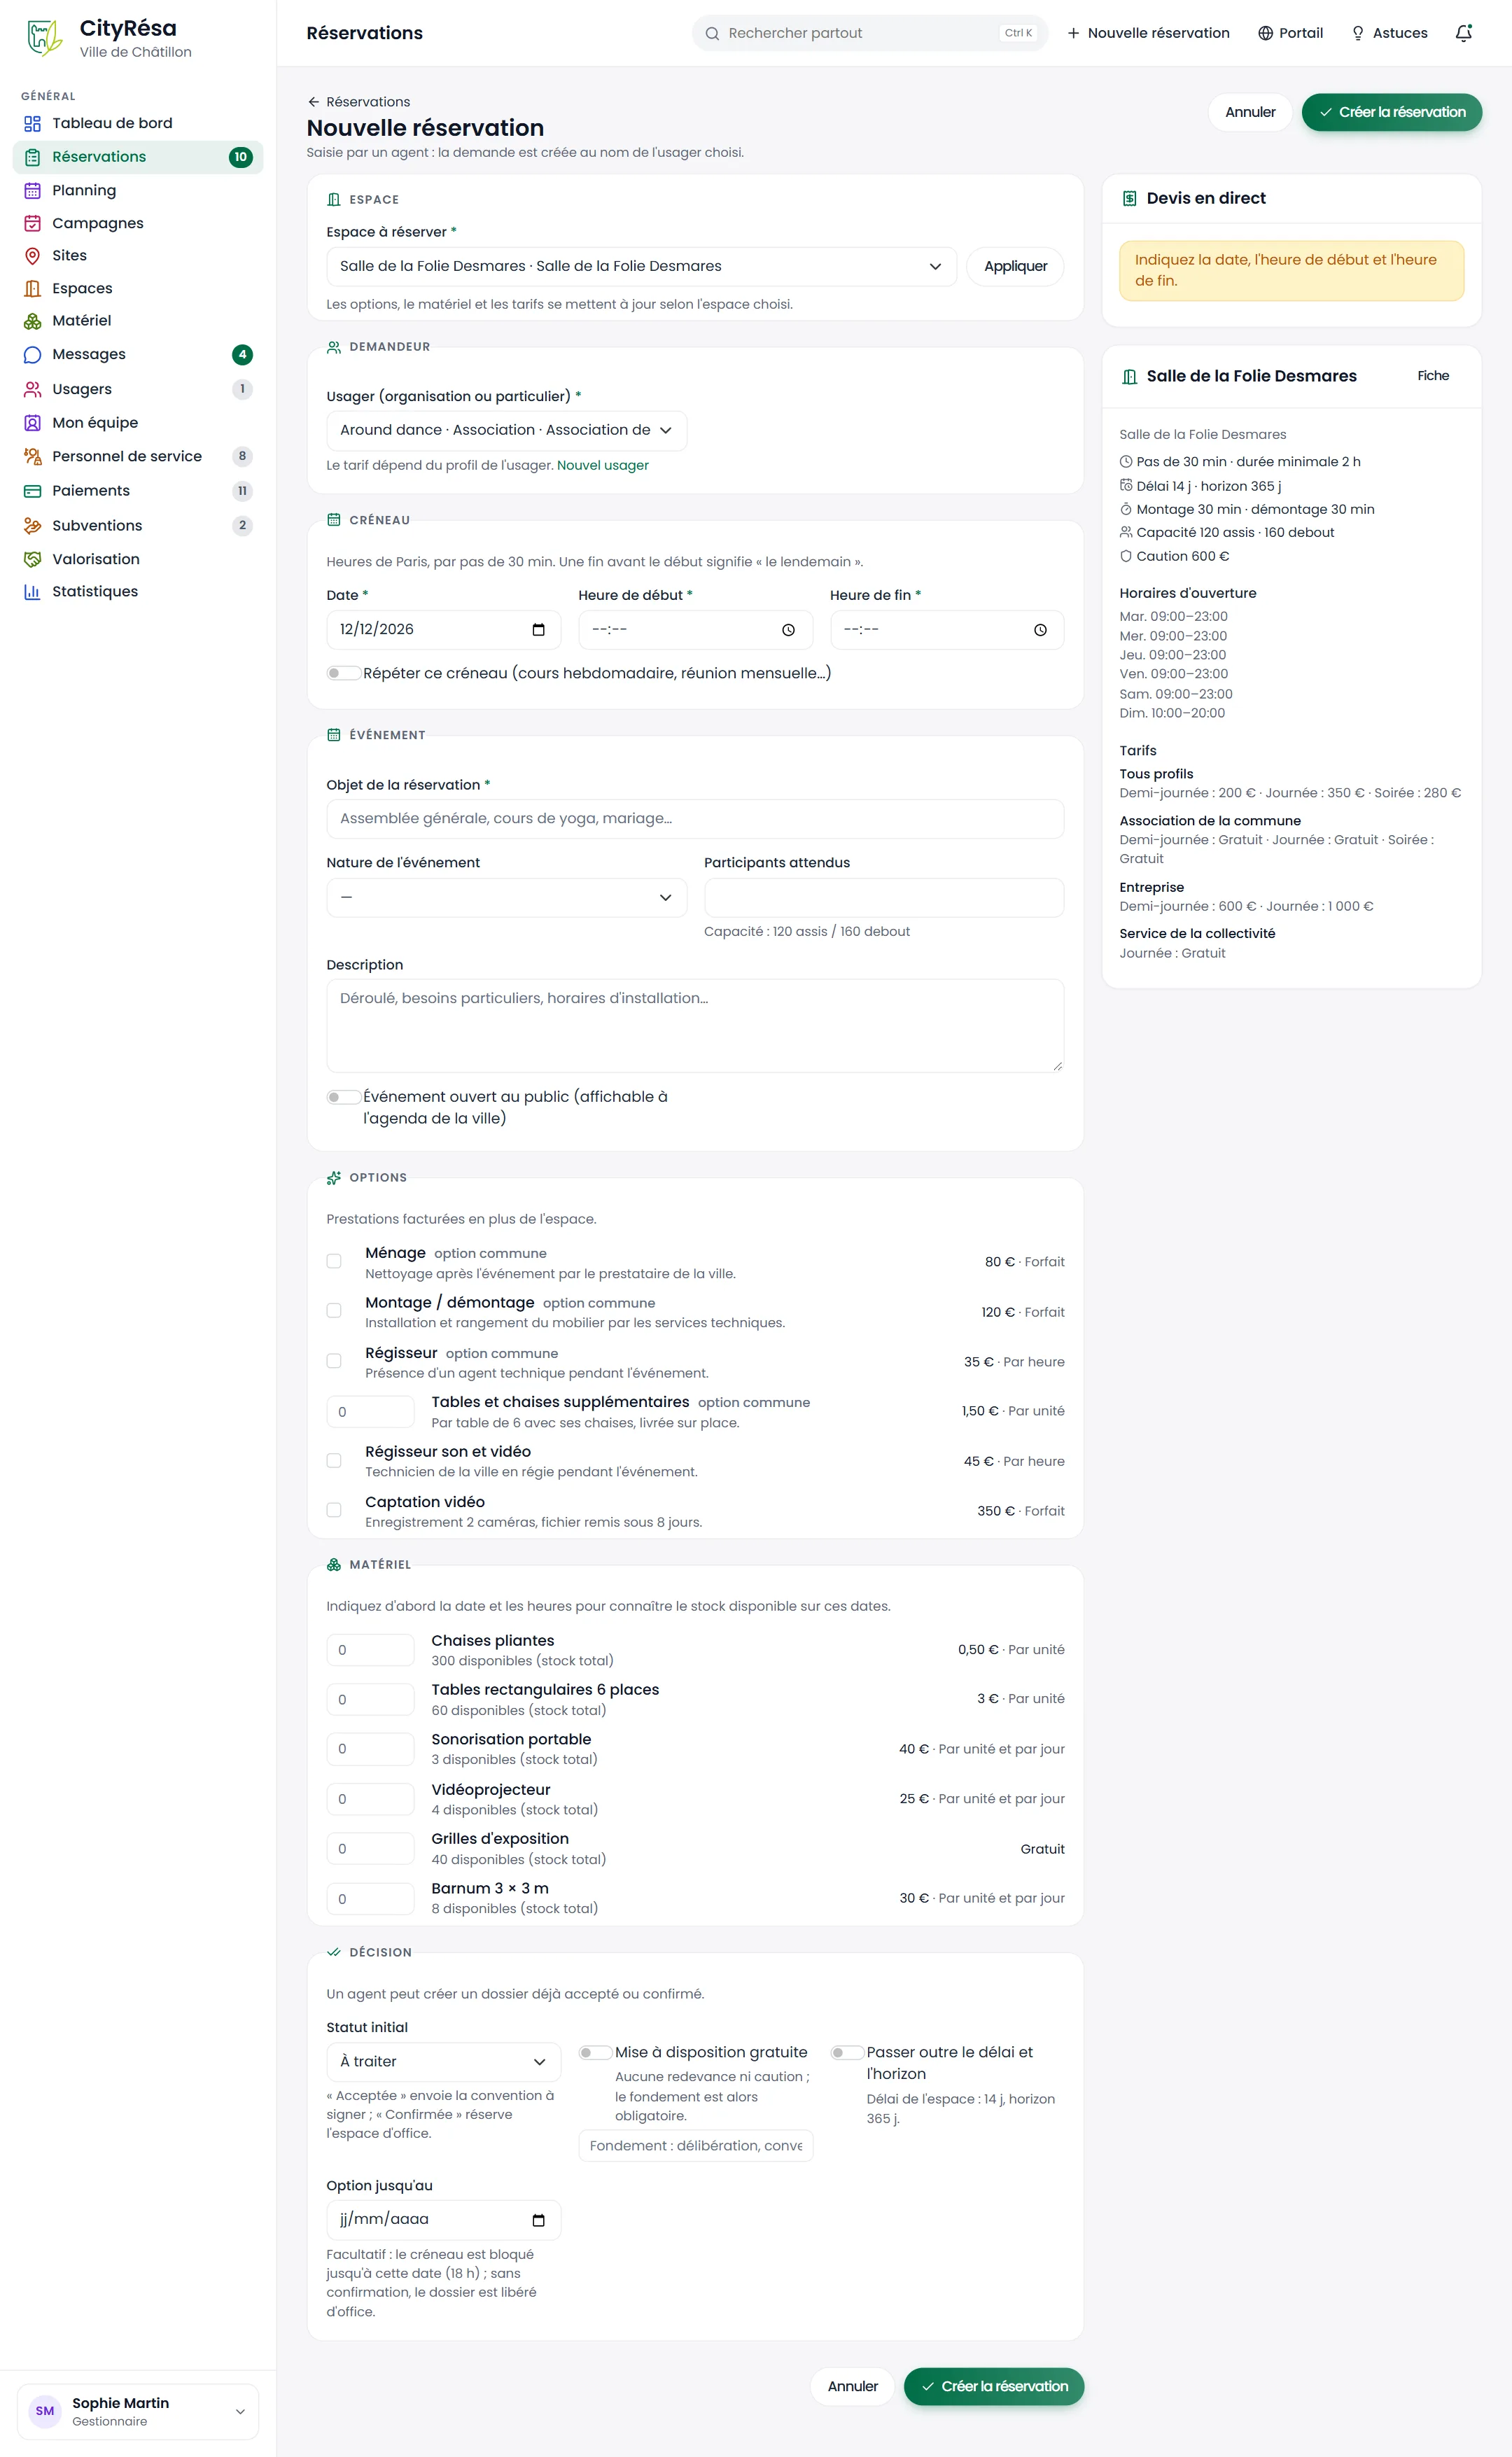 CityRésa
Ville de Châtillon
GÉNÉRAL
Tableau de bord
Réservations 10
Planning
Campagnes
Sites
Espaces
Matériel
Messages 4
Usagers 1
Mon équipe
Personnel de service 8
Paiements 11
Subventions 2
Valorisation
Statistiques
SM
Sophie Martin
Gestionnaire
Réservations
Rechercher partout Ctrl K
Nouvelle réservation
Portail
Astuces
Réservations
Nouvelle réservation
Saisie par un agent : la demande est créée au nom de l'usager choisi.
Annuler
Créer la réservation
ESPACE
Espace à réserver *
Salle de la Folie Desmares · Salle de la Folie Desmares
Appliquer
Les options, le matériel et les tarifs se mettent à jour selon l'espace choisi.
DEMANDEUR
Usager (organisation ou particulier) *
Around dance · Association · Association de
Le tarif dépend du profil de l'usager. Nouvel usager
CRÉNEAU
Heures de Paris, par pas de 30 min. Une fin avant le début signifie « le lendemain ».
Date * Heure de début * Heure de fin *
12/12/2026 --:-- --:--
Répéter ce créneau (cours hebdomadaire, réunion mensuelle...)
ÉVÉNEMENT
Objet de la réservation *
Assemblée générale, cours de yoga, mariage...
Nature de l'événement Participants attendus
—
Capacité : 120 assis / 160 debout
Description
Déroulé, besoins particuliers, horaires d'installation...
Événement ouvert au public (affichable à
l'agenda de la ville)
OPTIONS
Prestations facturées en plus de l'espace.
Ménage option commune
Nettoyage après l'événement par le prestataire de la ville.
80 € · Forfait
Montage / démontage option commune
Installation et rangement du mobilier par les services techniques.
120 € · Forfait
Régisseur option commune
Présence d'un agent technique pendant l'événement.
35 € · Par heure
0
Tables et chaises supplémentaires option commune
Par table de 6 avec ses chaises, livrée sur place.
1,50 € · Par unité
Régisseur son et vidéo
Technicien de la ville en régie pendant l'événement.
45 € · Par heure
Captation vidéo
Enregistrement 2 caméras, fichier remis sous 8 jours.
350 € · Forfait
MATÉRIEL
Indiquez d'abord la date et les heures pour connaître le stock disponible sur ces dates.
0
Chaises pliantes
300 disponibles (stock total)
0,50 € · Par unité
0
Tables rectangulaires 6 places
60 disponibles (stock total)
3 € · Par unité
0
Sonorisation portable
3 disponibles (stock total)
40 € · Par unité et par jour
0
Vidéoprojecteur
4 disponibles (stock total)
25 € · Par unité et par jour
0
Grilles d'exposition
40 disponibles (stock total)
Gratuit
0
Barnum 3 × 3 m
8 disponibles (stock total)
30 € · Par unité et par jour
DÉCISION
Un agent peut créer un dossier déjà accepté ou confirmé.
Statut initial
À traiter
« Acceptée » envoie la convention à
signer ; « Confirmée » réserve
l'espace d'office.
Mise à disposition gratuite
Aucune redevance ni caution ;
le fondement est alors
obligatoire.
Fondement : délibération, conve
Passer outre le délai et
l'horizon
Délai de l'espace : 14 j, horizon
365 j.
Option jusqu'au
jj/mm/aaaa
Facultatif : le créneau est bloqué
jusqu'à cette date (18 h) ; sans
confirmation, le dossier est libéré
d'office.
Annuler
Créer la réservation
Devis en direct
Indiquez la date, l'heure de début et l'heure
de fin.
Salle de la Folie Desmares
Fiche
Salle de la Folie Desmares
Pas de 30 min · durée minimale 2 h
Délai 14 j · horizon 365 j
Montage 30 min · démontage 30 min
Capacité 120 assis · 160 debout
Caution 600 €
Horaires d'ouverture
Mar. 09:00–23:00
Mer. 09:00–23:00
Jeu. 09:00–23:00
Ven. 09:00–23:00
Sam. 09:00–23:00
Dim. 10:00–20:00
Tarifs
Tous profils
Demi-journée : 200 € · Journée : 350 € · Soirée : 280 €
Association de la commune
Demi-journée : Gratuit · Journée : Gratuit · Soirée :
Gratuit
Entreprise
Demi-journée : 600 € · Journée : 1 000 €
Service de la collectivité
Journée : Gratuit